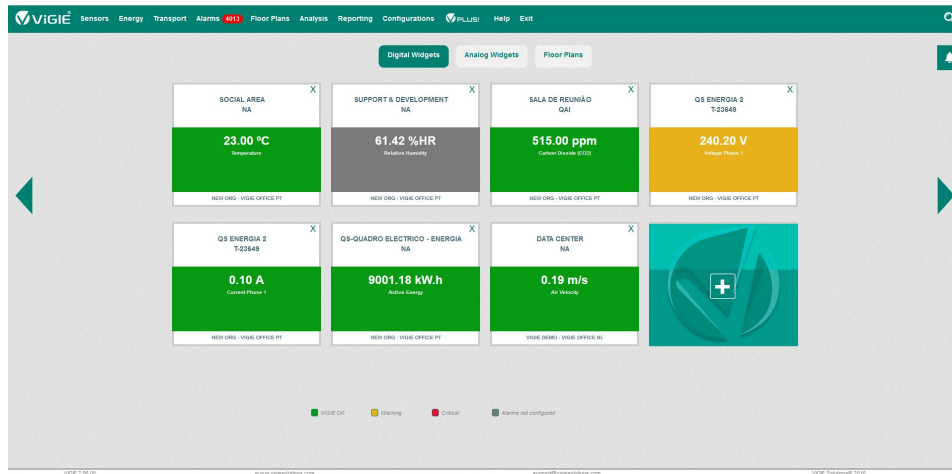 ViGIE Sensors Energy Transport Alarms 4013 Floor Plans Analysis Reporting Configurations PLUS! Help Exit
Digital Widgets Analog Widgets Floor Plans
X X X X
SOCIAL AREA SUPPORT & DEVELOPMENT SALA DE REUNIÃO QS ENERGIA 2
NA NA QAI T-23649
23.00 ºC 61.42 %HR 515.00 ppm 240.20 V
Temperature Relative Humidity Carbon Dioxide (CO2) Voltage Phase 1
NEW ORG - VIGIE OFFICE PT NEW ORG - VIGIE OFFICE PT NEW ORG - VIGIE OFFICE PT NEW ORG - VIGIE OFFICE PT
X X X
QS ENERGIA 2 QS-QUADRO ELECTRICO - ENERGIA DATA CENTER
T-23649 NA NA
0.10 A 9001.18 kW.h 0.19 m/s
Current Phase 1 Active Energy Air Velocity
NEW ORG - VIGIE OFFICE PT NEW ORG - VIGIE OFFICE PT VIGIE DEMO - VIGIE OFFICE NL
ViGIE OK Warning Critical Alarms not configured